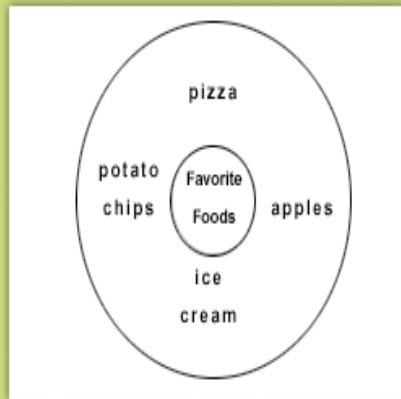 pizza
potato
chips
Favorite
Foods
apples
ice
cream